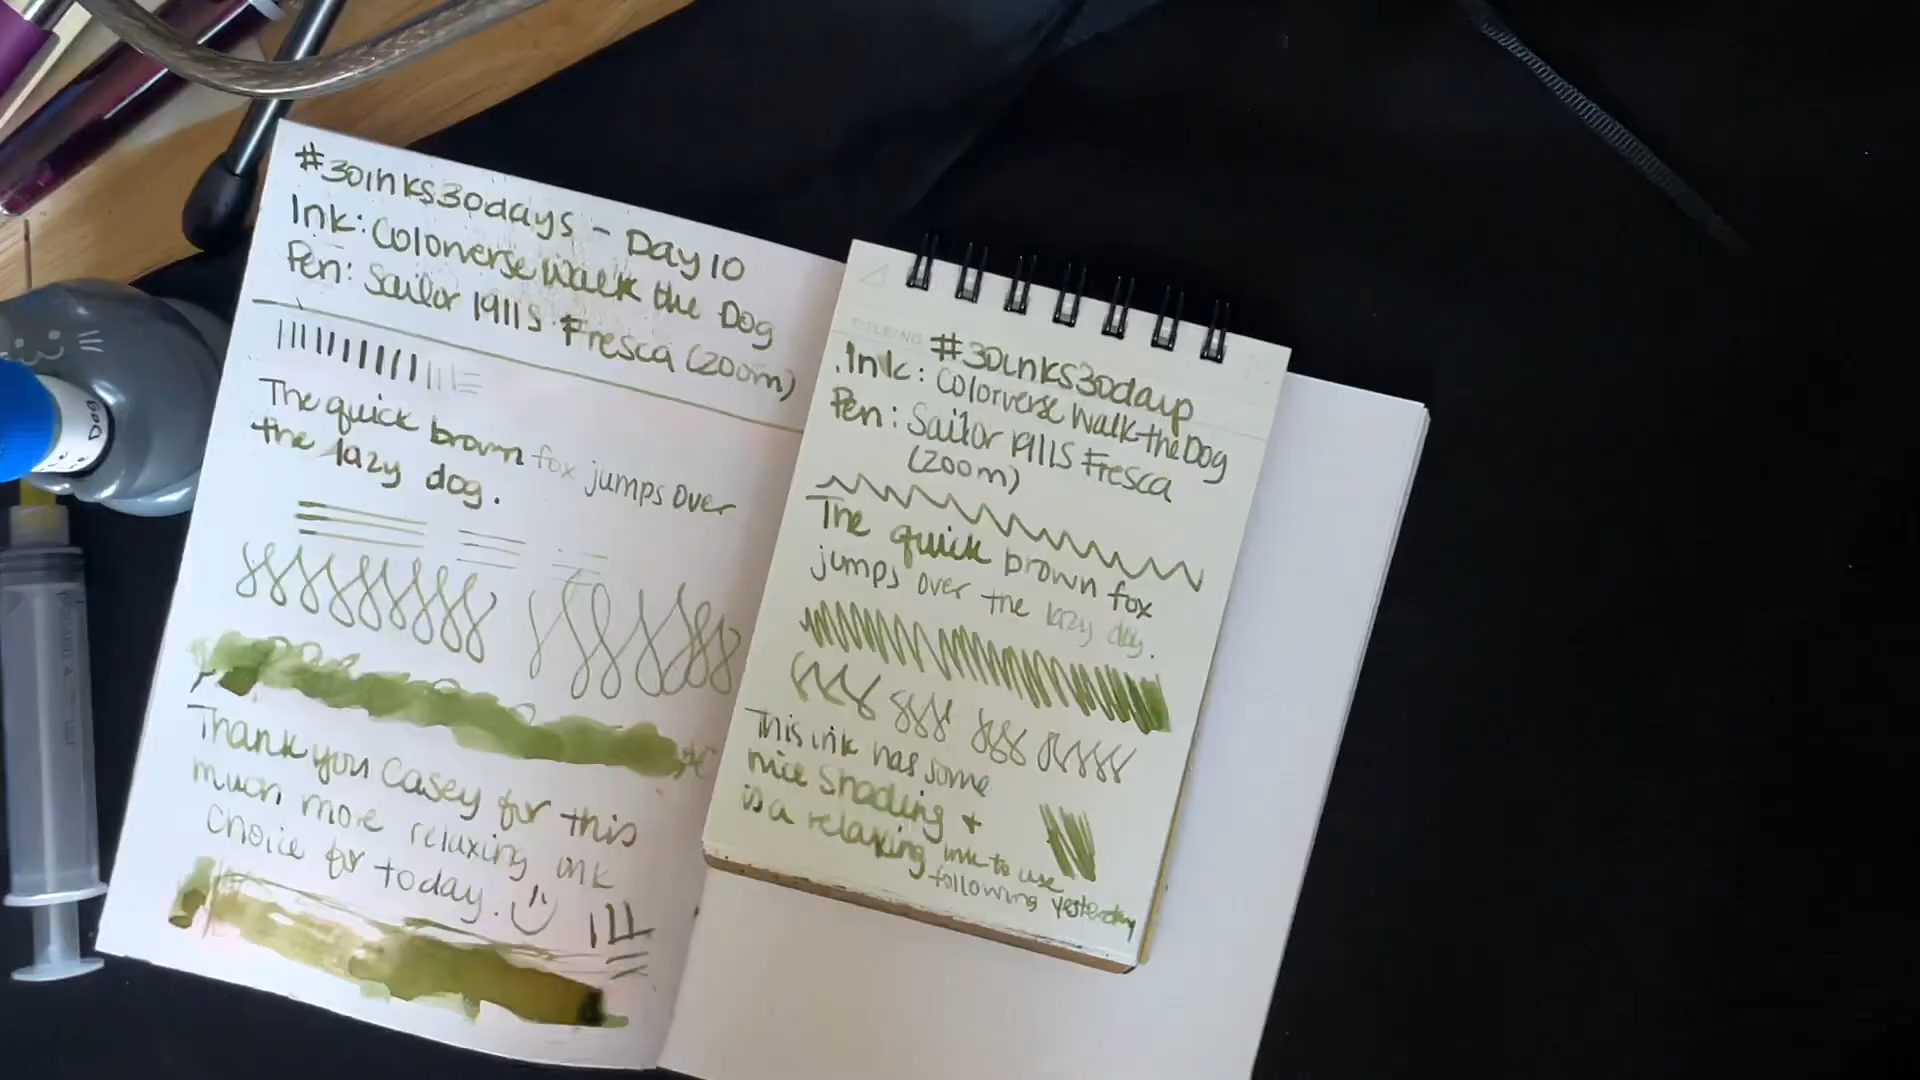 #30inks30days - Day 10
Ink: Colorverse Walk the Dog
Pen: Sailor 1911S Fresca (zoom)
The quick brown fox jumps over
the lazy dog.
Thank you Casey for this
much more relaxing ink
choice for today.
#30inks30days
Ink: Colorverse Walk the Dog
Pen: Sailor 1911S Fresca
(zoom)
The quick brown fox
jumps over the lazy dog.
This ink has some
nice shading +
is a relaxing ink to use
following yesterday
Dog